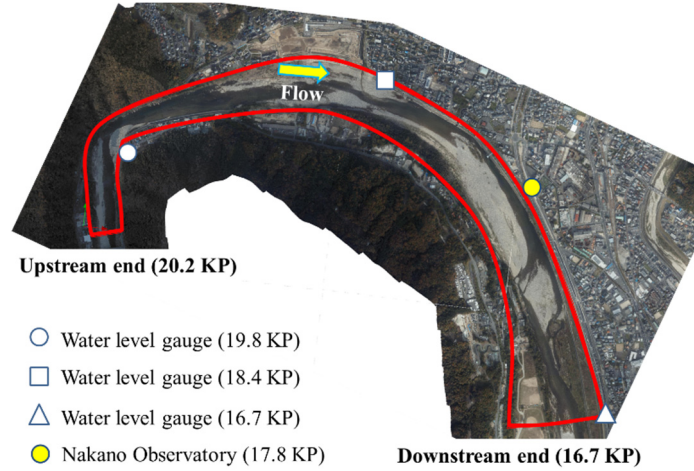 Flow
Upstream end (20.2 KP)
Water level gauge (19.8 KP)
Water level gauge (18.4 KP)
Water level gauge (16.7 KP)
Nakano Observatory (17.8 KP)
Downstream end (16.7 KP)